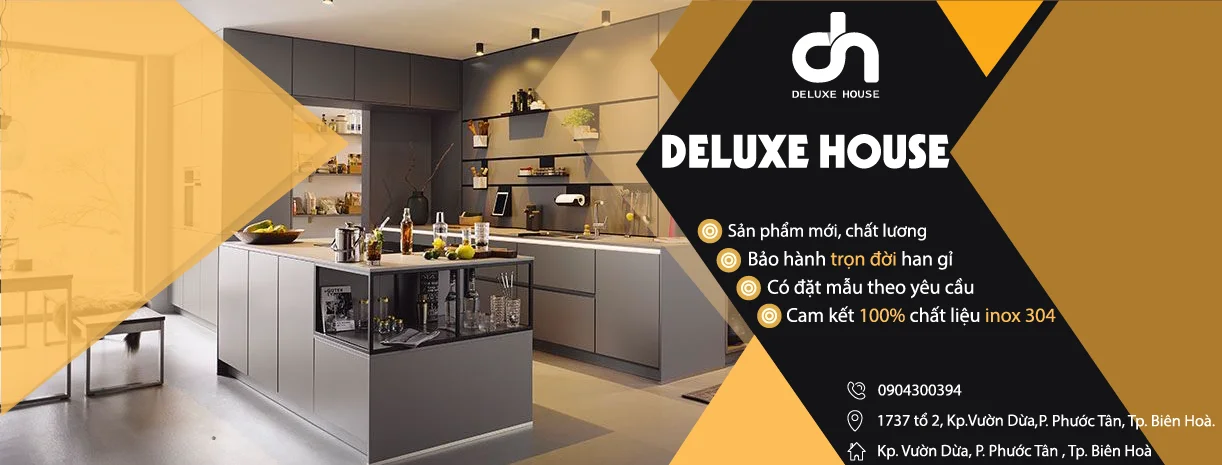 dh
DELUXE HOUSE
DELUXE HOUSE
Sản phẩm mới, chất lương
Bảo hành trọn đời han gỉ
Có đặt mẫu theo yêu cầu
Cam kết 100% chất liệu inox 304
0904300394
1737 tổ 2, Kp.Vườn Dừa,P. Phước Tân, Tp. Biên Hoà.
Kp. Vườn Dừa, P. Phước Tân , Tp. Biên Hoà